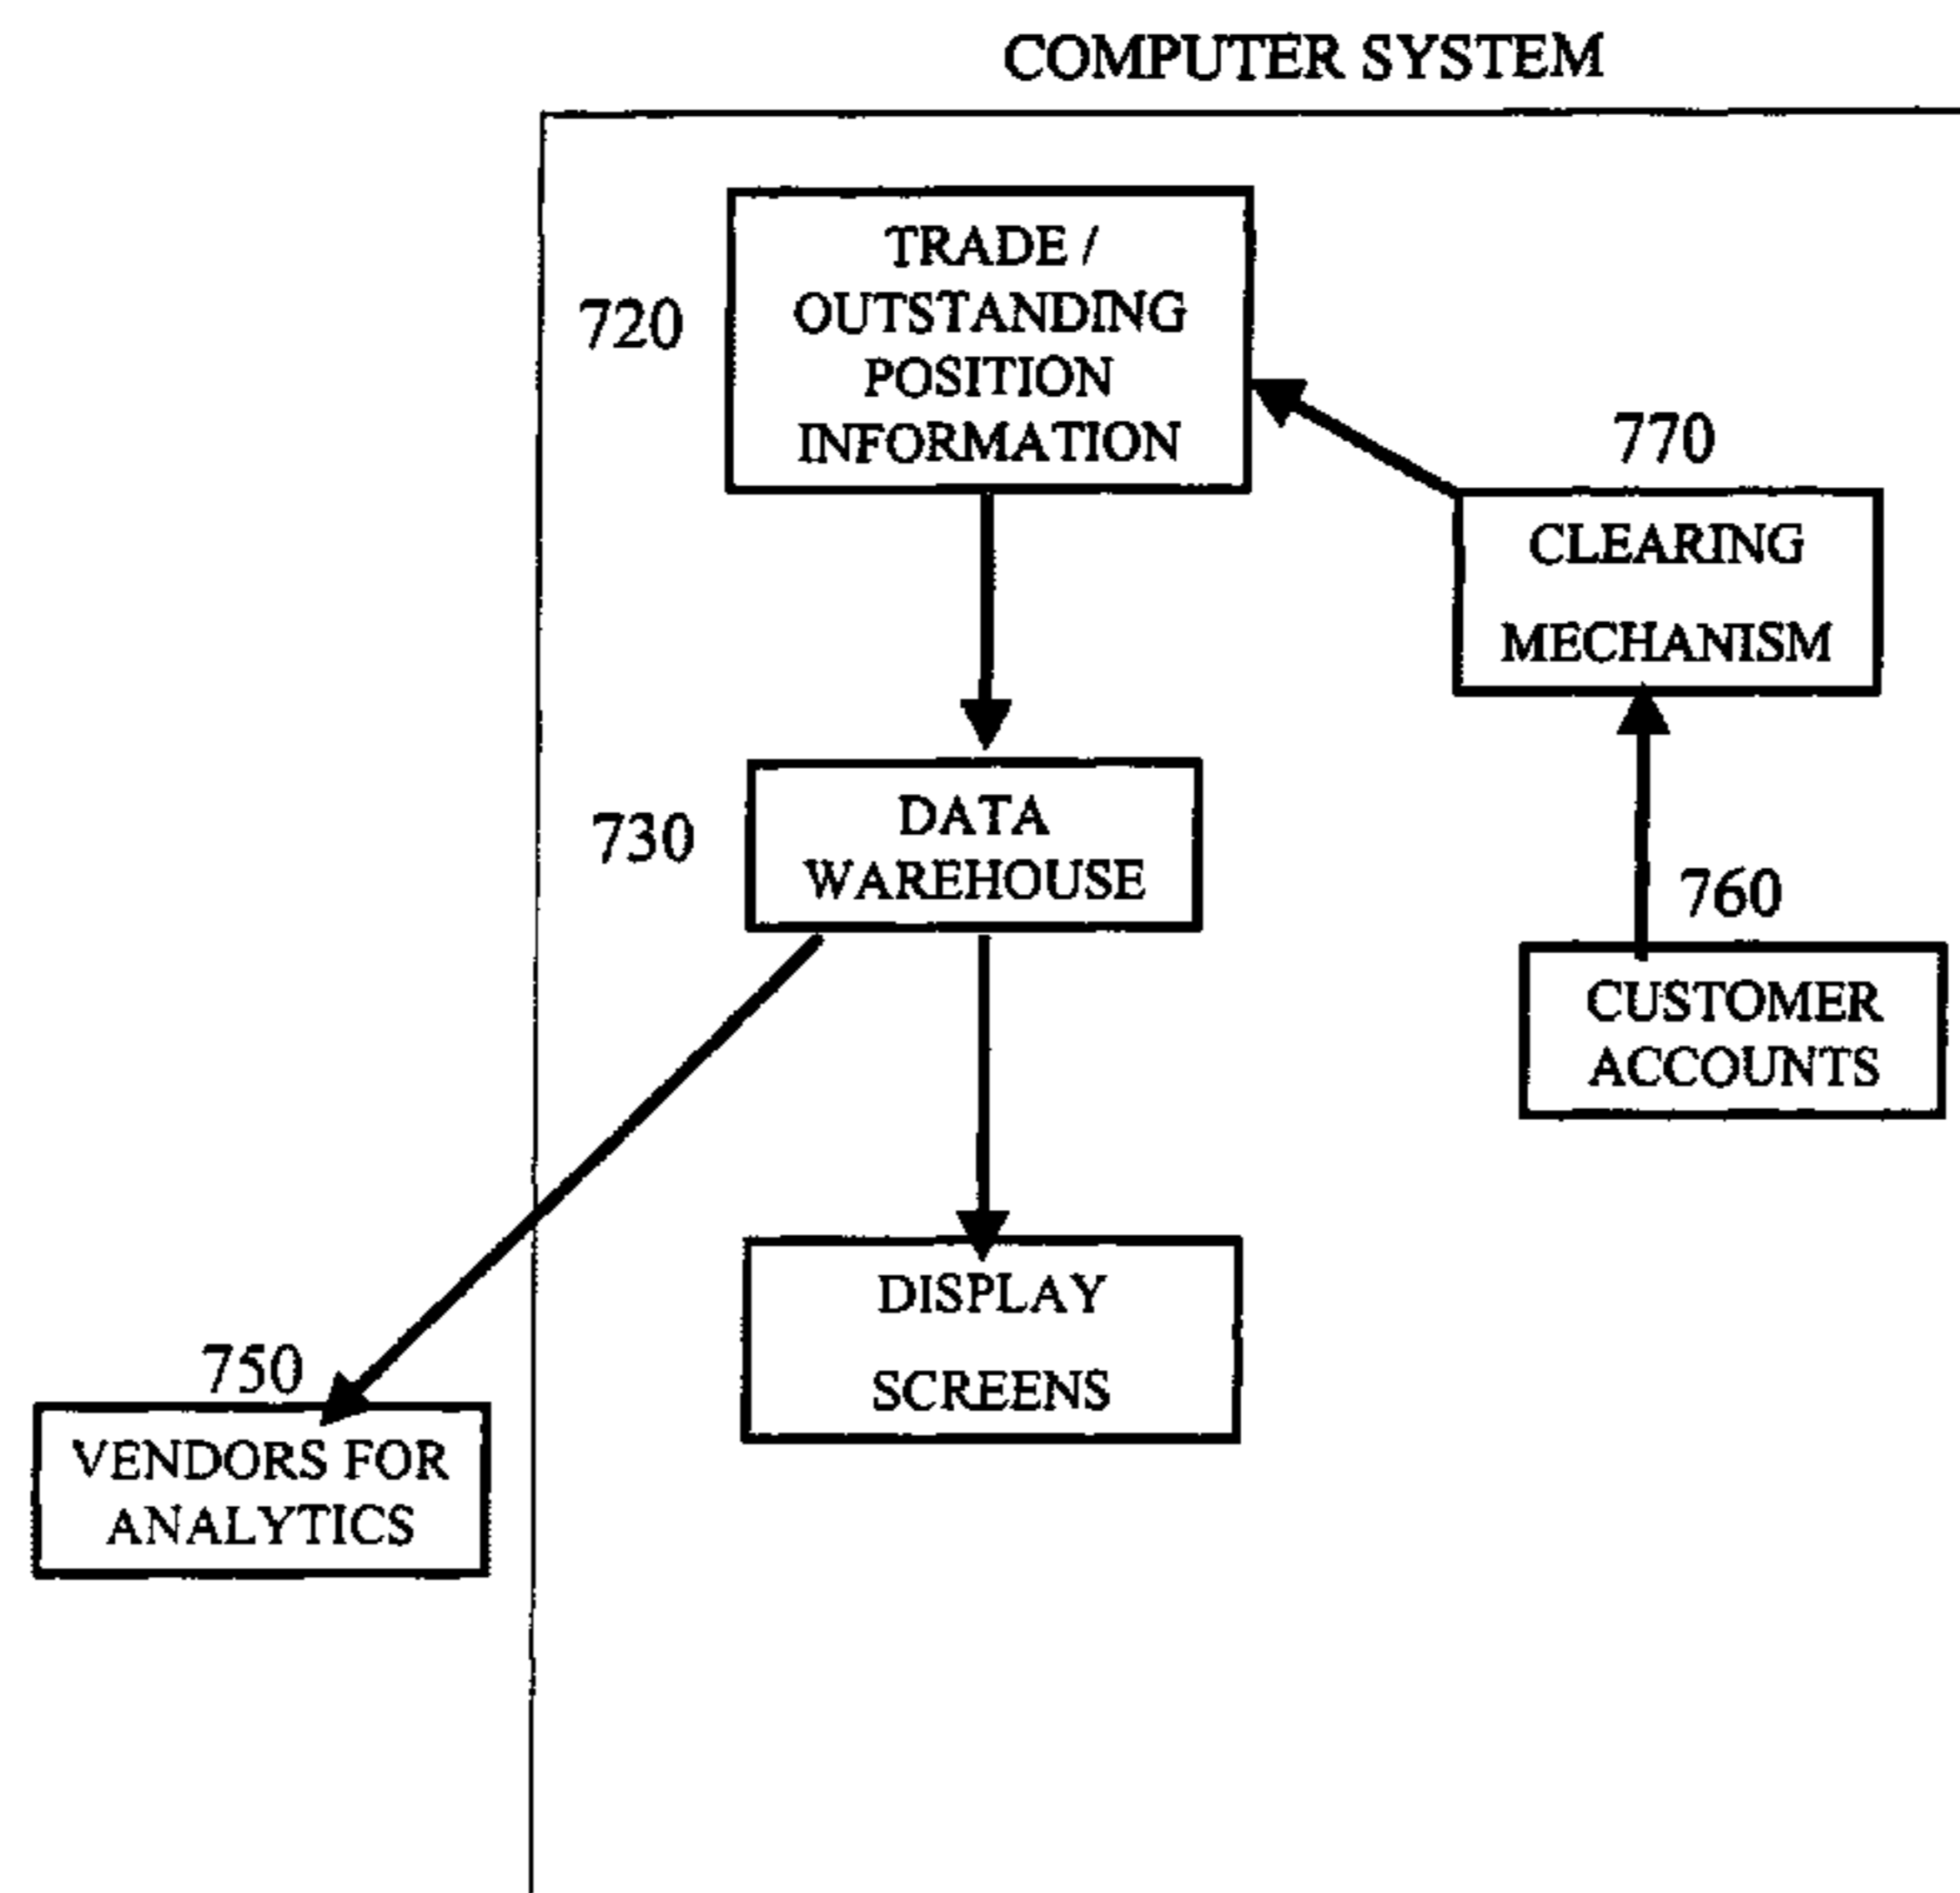 COMPUTER SYSTEM
720
TRADE /
OUTSTANDING
POSITION
INFORMATION
770
CLEARING
MECHANISM
730
DATA
WAREHOUSE
760
CUSTOMER
ACCOUNTS
DISPLAY
SCREENS
750
VENDORS FOR
ANALYTICS